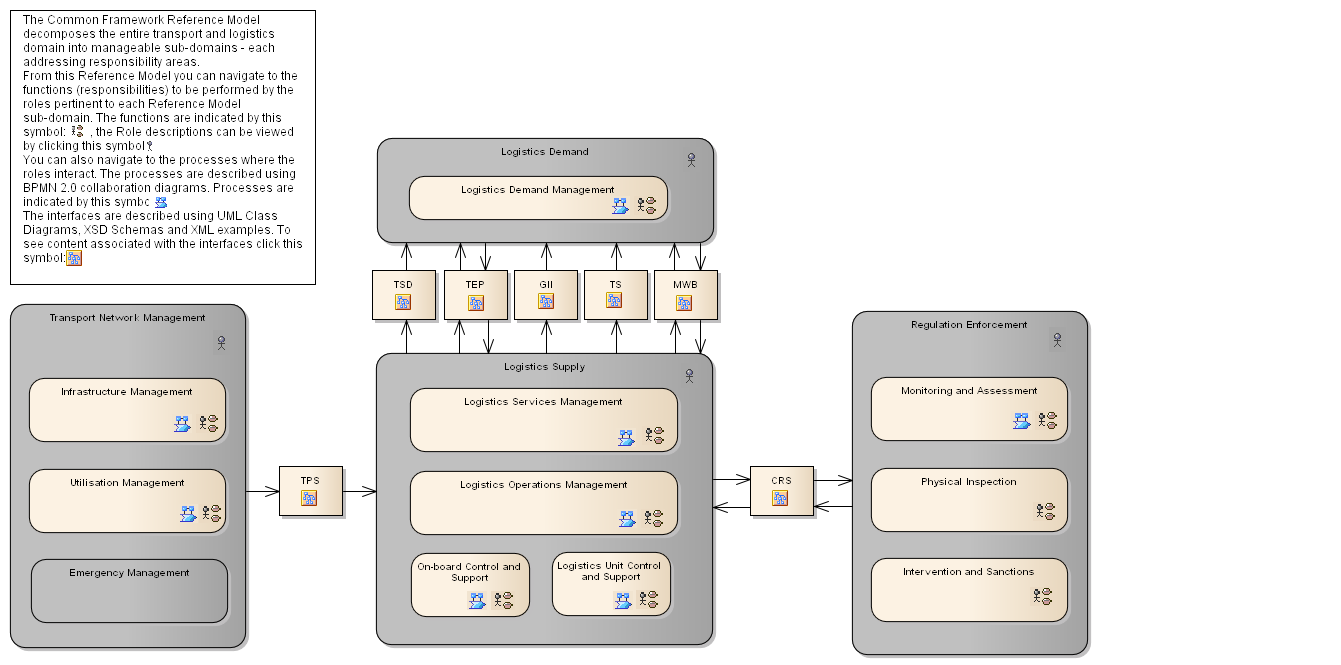 The Common Framework Reference Model
decomposes the entire transport and logistics
domain into manageable sub-domains - each
addressing responsibility areas.
From this Reference Model you can navigate to the
functions (responsibilities) to be performed by the
roles pertinent to each Reference Model
sub-domain. The functions are indicated by this
symbol: , the Role descriptions can be viewed
by clicking this symbol
You can also navigate to the processes where the
roles interact. The processes are described using
BPMN 2.0 collaboration diagrams. Processes are
indicated by this symbc
The interfaces are described using UML Class
Diagrams, XSD Schemas and XML examples. To
see content associated with the interfaces click this
symbol:
Logistics Demand
Logistics Demand Management
TSD
TEP
GII
TS
MWB
Transport Network Management
Infrastructure Management
Utilisation Management
Emergency Management
TPS
Logistics Supply
Logistics Services Management
Logistics Operations Management
On-board Control and
Support
Logistics Unit Control
and Support
CRS
Regulation Enforcement
Monitoring and Assessment
Physical Inspection
Intervention and Sanctions